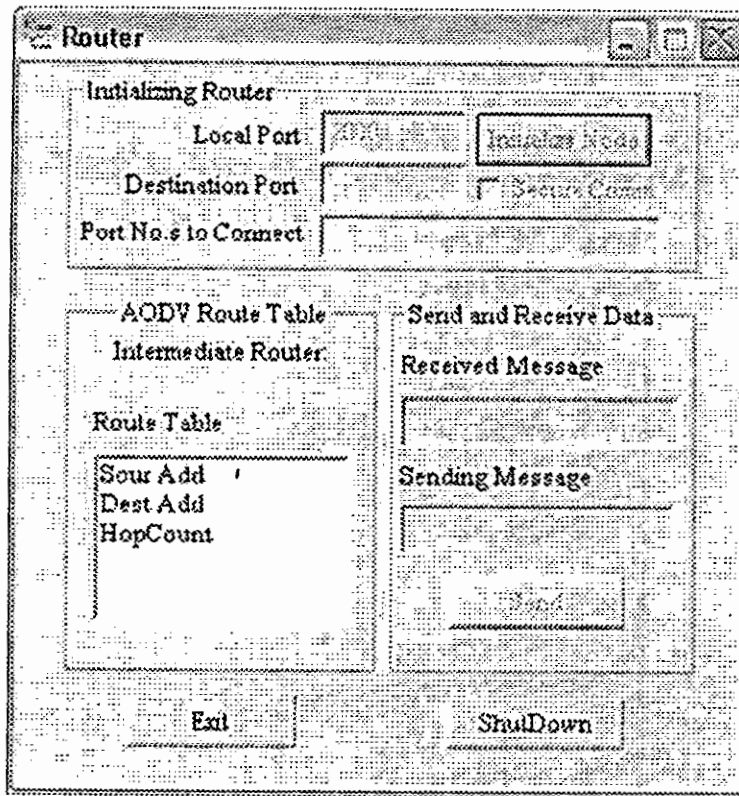 Router
Initializing Router
Local Port
Initialize Node
Destination Port
Secure Comm
Port No.s to Connect
AODV Route Table
Intermediate Router:
Route Table
Sour Add
Dest Add
HopCount
Send and Receive Data
Received Message
Sending Message
Send
Exit
ShutDown